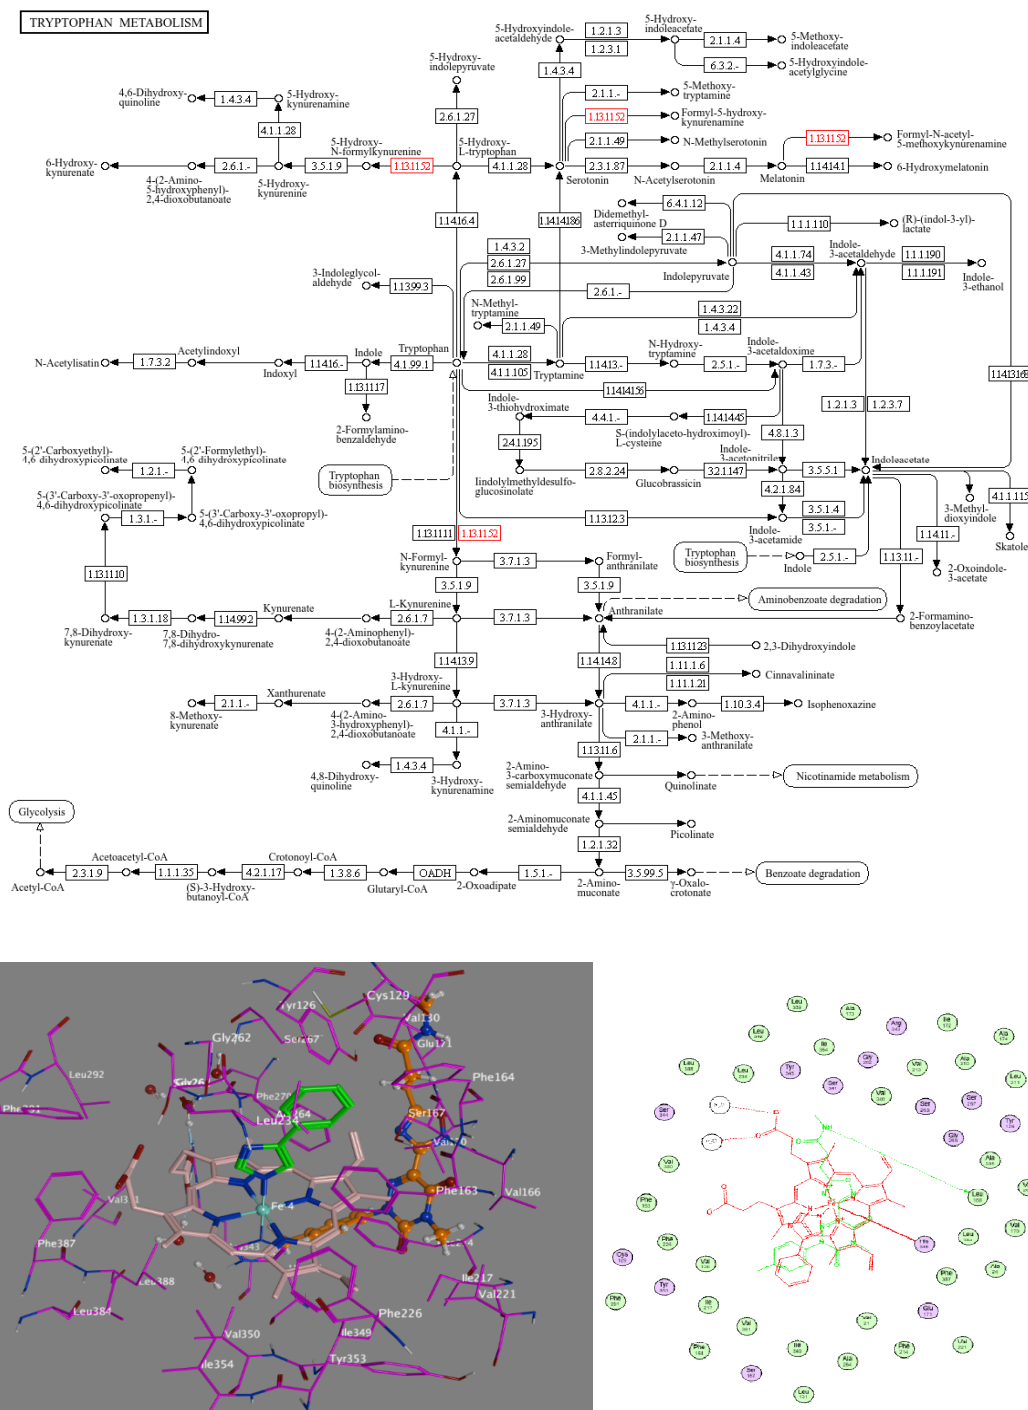 TRYPTOPHAN METABOLISM
5-Hydroxyindole-
acetaldehyde
1.2.1.3
1.2.3.1
5-Hydroxy-
indoleacetate
2.1.1.4
5-Methoxy-
indoleacetate
6.3.2.-
5-Hydroxyindole-
acetylglycine
1.4.3.4
5-Hydroxy-
indolepyruvate
2.6.1.27
2.1.1.-
5-Methoxy-
tryptamine
1.13.11.52
Formyl-5-hydroxy-
kynurenamine
2.1.1.49
N-Methylserotonin
1.13.11.52
Formyl-N-acetyl-
5-methoxykynurenamine
4,6-Dihydroxy-
quinoline
1.4.3.4
5-Hydroxy-
kynurenamine
4.1.1.28
5-Hydroxy-
N-formylkynurenine
5-Hydroxy-
L-tryptophan
6-Hydroxy-
kynurenate
2.6.1.-
3.5.1.9
1.13.11.52
4.1.1.28
2.3.1.87
2.1.1.4
1.14.14.1
6-Hydroxymelatonin
4-(2-Amino-
5-hydroxyphenyl)-
2,4-dioxobutanoate
5-Hydroxy-
kynurenine
Serotonin
N-Acetylserotonin
Melatonin
1.14.16.4
1.14.14.186
Didemethyl-
asterriquinone D
6.4.1.12
2.1.1.47
3-Methylindolepyruvate
1.1.1.110
(R)-(indol-3-yl)-
lactate
1.4.3.2
2.6.1.27
2.6.1.99
Indolepyruvate
4.1.1.74
4.1.1.43
Indole-
3-acetaldehyde
1.1.1.190
1.1.1.191
Indole-
3-ethanol
3-Indoleglycol-
aldehyde
1.13.99.3
2.6.1.-
N-Methyl-
tryptamine
2.1.1.49
1.4.3.22
1.4.3.4
N-Acetylisatin
1.7.3.2
Acetylindoxyl
Indoxyl
1.14.16.-
Indole
4.1.99.1
Tryptophan
4.1.1.28
4.1.1.105
Tryptamine
1.14.13.-
N-Hydroxy-
tryptamine
2.5.1.-
Indole-
3-acetaldoxime
1.7.3.-
1.13.11.17
2-Formylamino-
benzaldehyde
1.14.14.156
1.14.13.168
Indole-
3-thiohydroximate
4.4.1.-
1.14.14.45
S-(indolylaceto-hydroximoyl)-
L-cysteine
1.2.1.3
1.2.3.7
2.4.1.195
4.8.1.3
Iindolylmethyldesulfo-
glucosinolate
2.8.2.24
Glucobrassicin
3.2.1.147
Indole-
3-acetonitrile
3.5.5.1
Indoleacetate
4.2.1.84
3.5.1.4
3.5.1.-
1.13.12.3
Indole-
3-acetamide
3-Methyl-
dioxyindole
4.1.1.115
Skatole
1.14.11.-
2-Oxoindole-
3-acetate
1.13.11.-
Tryptophan
biosynthesis
Tryptophan
biosynthesis
Indole
2.5.1.-
5-(2'-Carboxyethyl)-
4,6 dihydroxypicolinate
1.2.1.-
5-(2'-Formylethyl)-
4,6 dihydroxypicolinate
5-(3'-Carboxy-3'-oxopropenyl)-
4,6-dihydroxypicolinate
1.3.1.-
5-(3'-Carboxy-3'-oxopropyl)-
4,6-dihydropicolinate
1.13.11.11
1.13.11.52
1.13.11.10
N-Formyl-
kynurenine
3.7.1.3
Formyl-
anthranilate
3.5.1.9
3.5.1.9
Aminobenzoate degradation
1.3.1.18
1.14.99.2
Kynurenate
2.6.1.7
L-Kynurenine
3.7.1.3
Anthranilate
2-Formamino-
benzoylacetate
7,8-Dihydroxy-
kynurenate
7,8-Dihydro-
7,8-dihydroxykynurenate
4-(2-Aminophenyl)-
2,4-dioxobutanoate
1.13.11.23
2,3-Dihydroxyindole
1.14.13.9
1.14.14.8
1.11.1.6
1.11.1.21
Cinnavalininate
3-Hydroxy-
L-kynurenine
2.1.1.-
Xanthurenate
2.6.1.7
3.7.1.3
4.1.1.-
1.10.3.4
Isophenoxazine
8-Methoxy-
kynurenate
4-(2-Amino-
3-hydroxyphenyl)-
2,4-dioxobutanoate
4.1.1.-
3-Hydroxy-
anthranilate
2-Amino-
phenol
2.1.1.-
3-Methoxy-
anthranilate
1.13.11.6
4,8-Dihydroxy-
quinoline
1.4.3.4
3-Hydroxy-
kynurenamine
2-Amino-
3-carboxymuconate
semialdehyde
Quinolinate
Nicotinamide metabolism
4.1.1.45
2-Aminomuconate
semialdehyde
Picolinate
1.2.1.32
Glycolysis
Acetyl-CoA
2.3.1.9
Acetoacetyl-CoA
1.1.1.35
(S)-3-Hydroxy-
butanoyl-CoA
4.2.1.17
Crotonoyl-CoA
1.3.8.6
Glutaryl-CoA
OADH
2-Oxoadipate
1.5.1.-
2-Amino-
muconate
3.5.99.5
γ-Oxalo-
crotonate
Benzoate degradation
Tyr126
Cys129
Val130
Gly262
Ser267
Glu171
Leu292
Phe164
Phe270
Leu234
Ser167
Phe163
Val166
Fe-4
Phe387
Leu388
Leu384
Ile217
Val221
Phe226
Val350
Ile349
Ile354
Tyr353